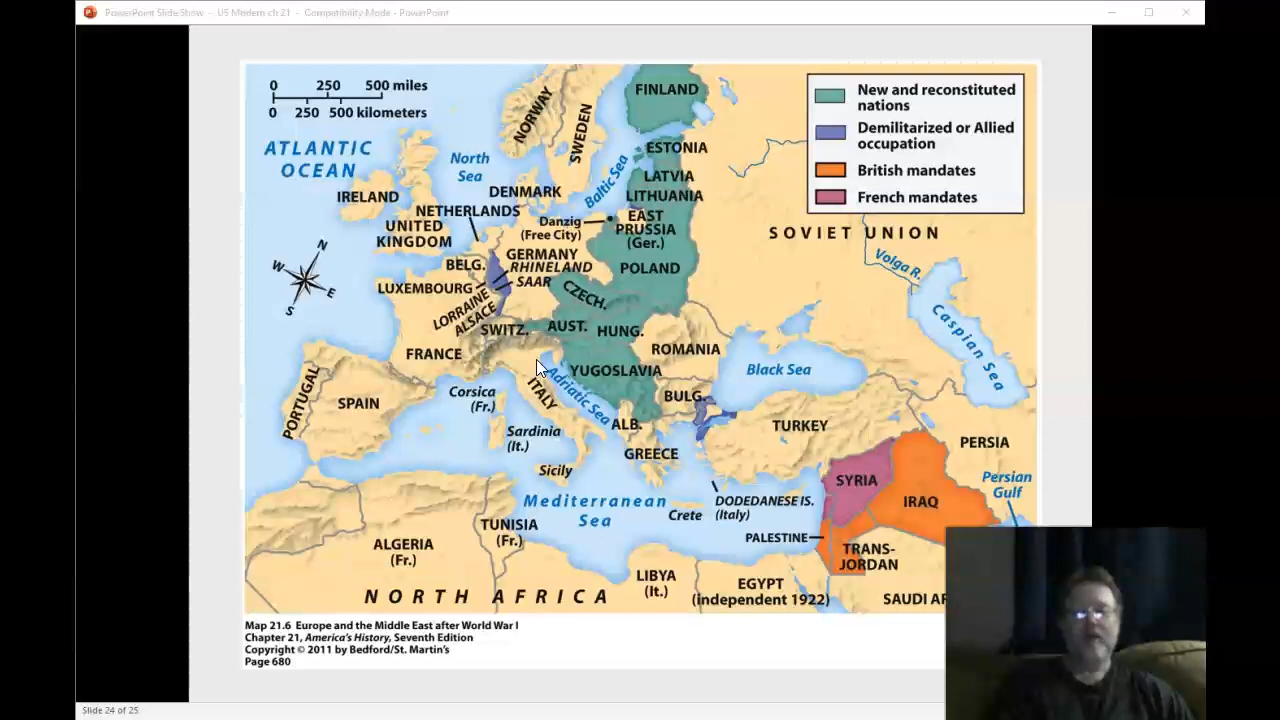 PowerPoint Slide Show - US Modern ch 21 - Compatibility Mode - PowerPoint
0 250 500 miles
0 250 500 kilometers
New and reconstituted
nations
Demilitarized or Allied
occupation
British mandates
French mandates
FINLAND
NORWAY
SWEDEN
ATLANTIC
OCEAN
North
Sea
Baltic Sea
ESTONIA
LATVIA
LITHUANIA
IRELAND
UNITED
KINGDOM
DENMARK
NETHERLANDS
Danzig
(Free City)
EAST
PRUSSIA
(Ger.)
SOVIET UNION
Volga R.
N
W
E
S
BELG.
GERMANY
RHINELAND
SAAR
POLAND
LUXEMBOURG
LORRAINE
ALSACE
CZECH.
SWITZ.
AUST.
HUNG.
FRANCE
ROMANIA
Caspian Sea
Black Sea
YUGOSLAVIA
Adriatic Sea
ITALY
BULG.
PORTUGAL
SPAIN
Corsica
(Fr.)
ALB.
TURKEY
Sardinia
(It.)
GREECE
PERSIA
Sicily
SYRIA
IRAQ
Persian
Gulf
Mediterranean
Sea
Crete
DODEDANESE IS.
(Italy)
TUNISIA
(Fr.)
ALGERIA
(Fr.)
PALESTINE
TRANS-
JORDAN
LIBYA
(It.)
EGYPT
(independent 1922)
NORTH AFRICA
SAUDI AR
Map 21.6 Europe and the Middle East after World War I
Chapter 21, America's History, Seventh Edition
Copyright © 2011 by Bedford/St. Martin's
Page 680
Slide 24 of 25